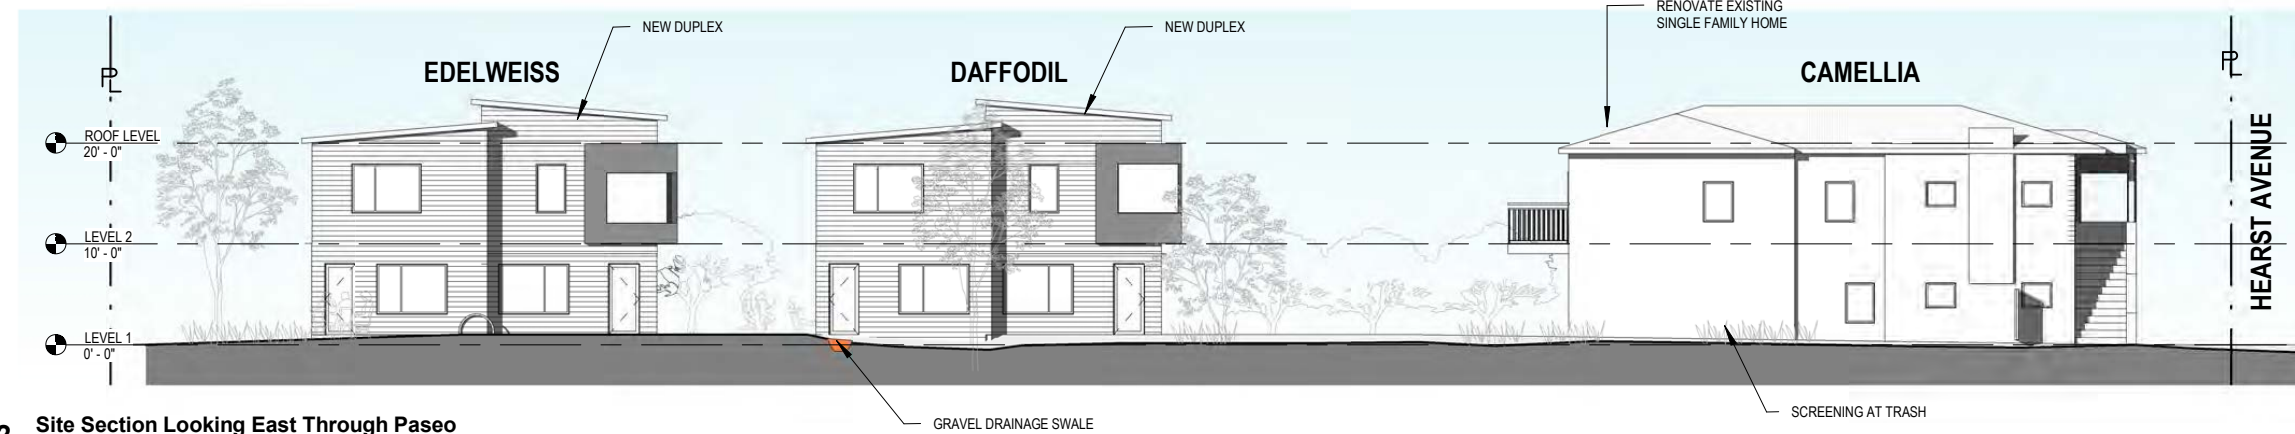 RENOVATE EXISTING
SINGLE FAMILY HOME
NEW DUPLEX
NEW DUPLEX
EDELWEISS
DAFFODIL
CAMELLIA
PL
PL
ROOF LEVEL
20' - 0"
LEVEL 2
10' - 0"
LEVEL 1
0' - 0"
HEARST AVENUE
SCREENING AT TRASH
GRAVEL DRAINAGE SWALE
Site Section Looking East Through Paseo